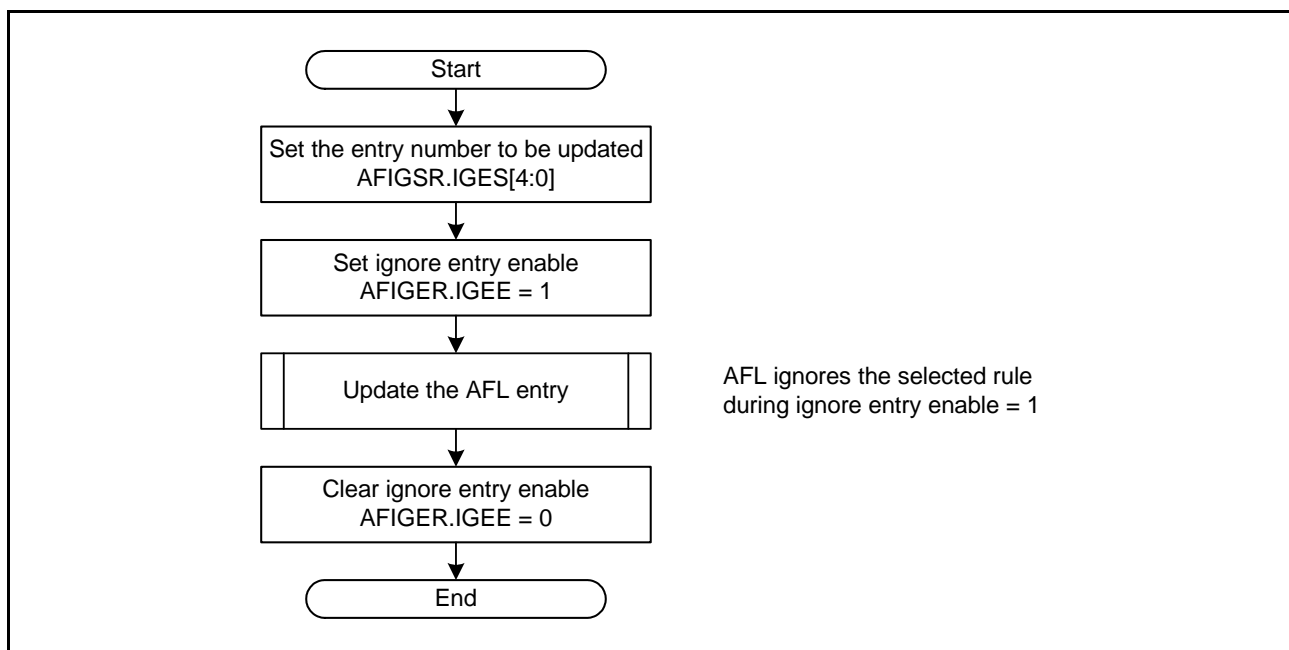 Start
Set the entry number to be updated
AFIGSR.IGES[4:0]
Set ignore entry enable
AFIGER.IGEE = 1
Update the AFL entry
AFL ignores the selected rule
during ignore entry enable = 1
Clear ignore entry enable
AFIGER.IGEE = 0
End